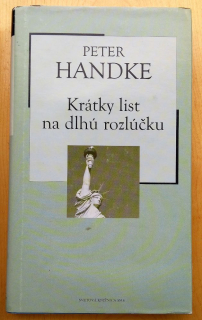 PETER
HANDKE
Krátky list
na dlhú rozlúčku